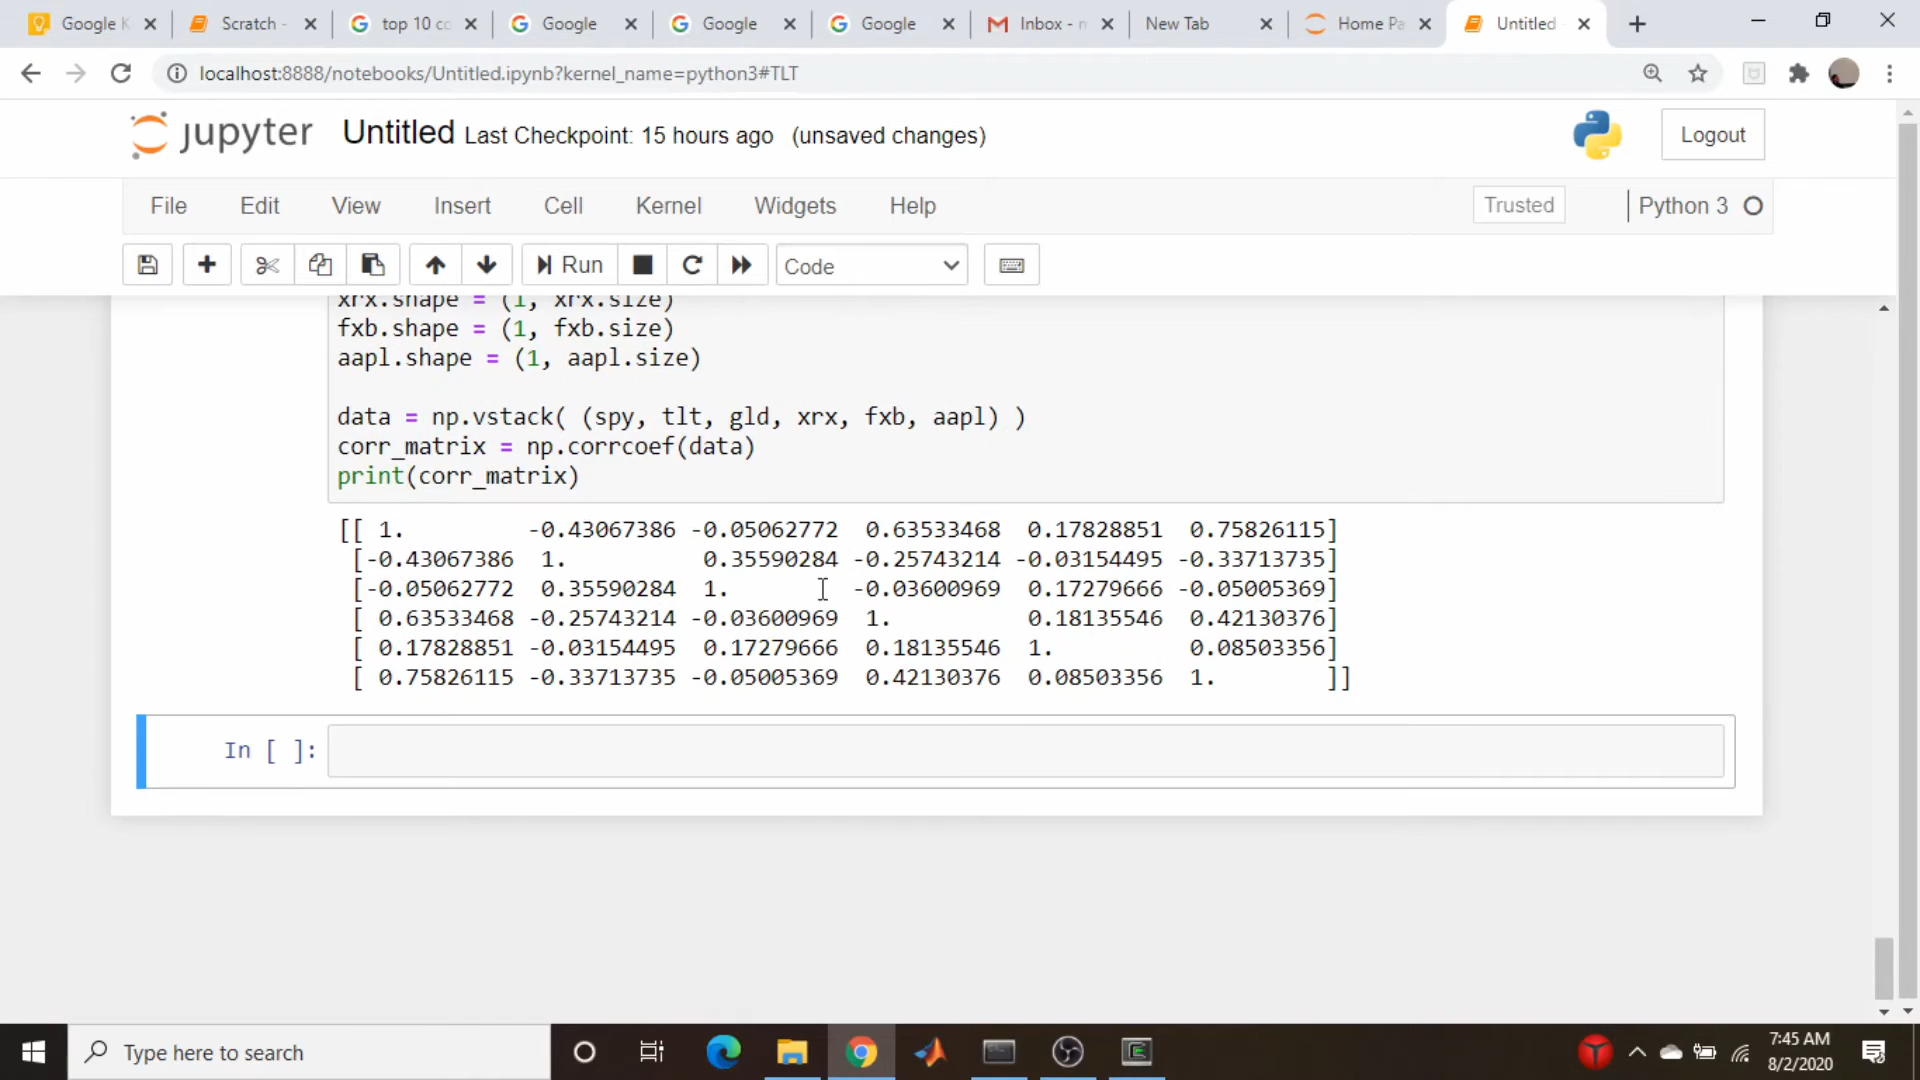 Google K
Scratch -
top 10 co
Google
Google
Google
Inbox - n
New Tab
Home Pa
Untitled
localhost:8888/notebooks/Untitled.ipynb?kernel_name=python3#TLT
jupyter Untitled Last Checkpoint: 15 hours ago (unsaved changes)
Logout
File Edit View Insert Cell Kernel Widgets Help
Trusted
Python 3
Run
Code
xrx.shape = (1, xrx.size)
fxb.shape = (1, fxb.size)
aapl.shape = (1, aapl.size)
data = np.vstack( (spy, tlt, gld, xrx, fxb, aapl) )
corr_matrix = np.corrcoef(data)
print(corr_matrix)
[[ 1. -0.43067386 -0.05062772 0.63533468 0.17828851 0.75826115]
[-0.43067386 1. 0.35590284 -0.25743214 -0.03154495 -0.33713735]
[-0.05062772 0.35590284 1. -0.03600969 0.17279666 -0.05005369]
[ 0.63533468 -0.25743214 -0.03600969 1. 0.18135546 0.42130376]
[ 0.17828851 -0.03154495 0.17279666 0.18135546 1. 0.08503356]
[ 0.75826115 -0.33713735 -0.05005369 0.42130376 0.08503356 1. ]]
In [ ]:
Type here to search
7:45 AM
8/2/2020